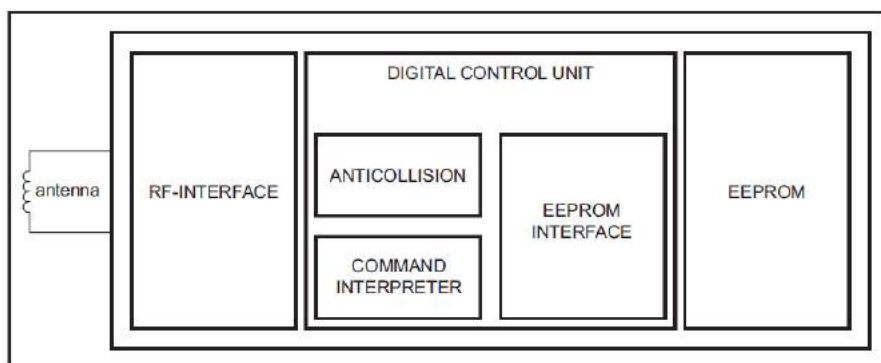 antenna
RF-INTERFACE
DIGITAL CONTROL UNIT
ANTICOLLISION
COMMAND
INTERPRETER
EEPROM
INTERFACE
EEPROM